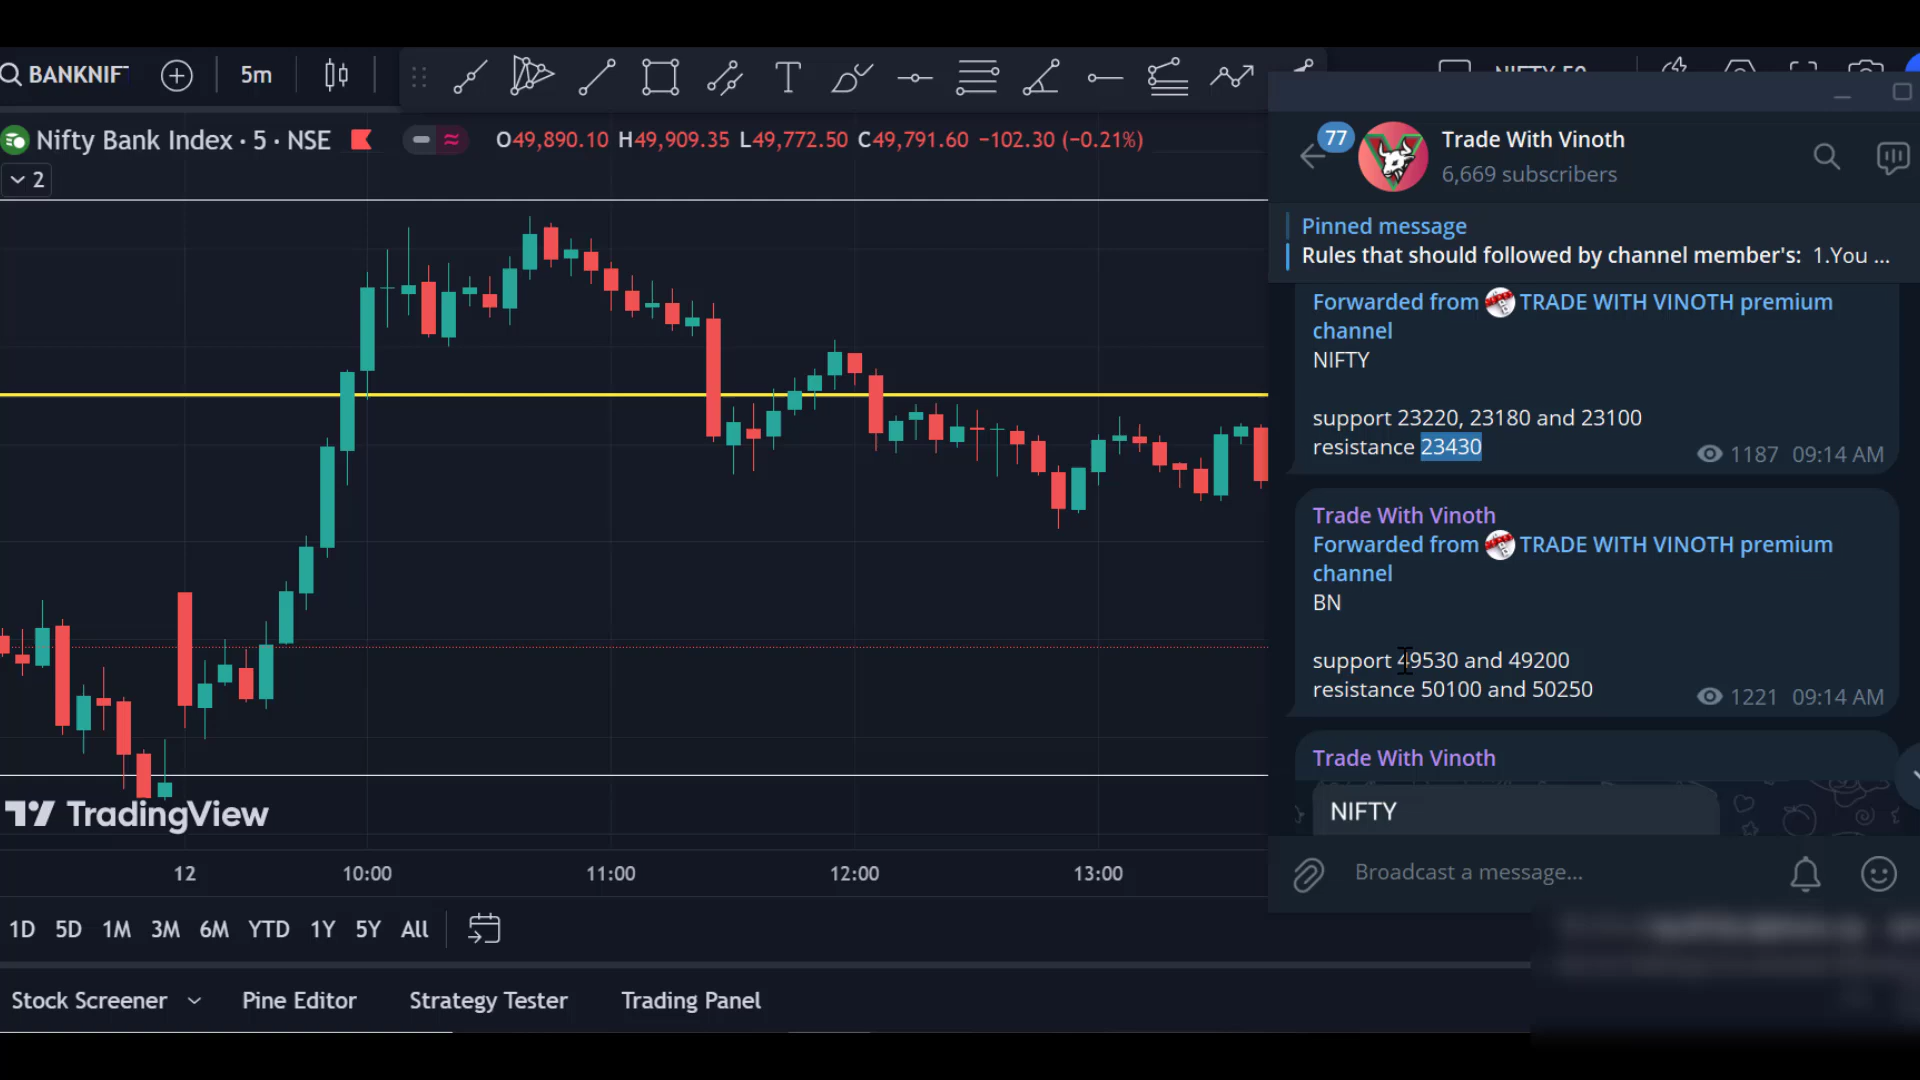 BANKNIF
5m
Nifty Bank Index · 5 · NSE
O49,890.10 H49,909.35 L49,772.50 C49,791.60 −102.30 (−0.21%)
2
TradingView
12 10:00 11:00 12:00 13:00
1D 5D 1M 3M 6M YTD 1Y 5Y All
Stock Screener Pine Editor Strategy Tester Trading Panel
NIFTY 50
77
Trade With Vinoth
6,669 subscribers
Pinned message
Rules that should followed by channel member's: 1.You ...
Forwarded from TRADE WITH VINOTH premium
channel
NIFTY
support 23220, 23180 and 23100
resistance 23430
1187 09:14 AM
Trade With Vinoth
Forwarded from TRADE WITH VINOTH premium
channel
BN
support 49530 and 49200
resistance 50100 and 50250
1221 09:14 AM
Trade With Vinoth
NIFTY
Broadcast a message...